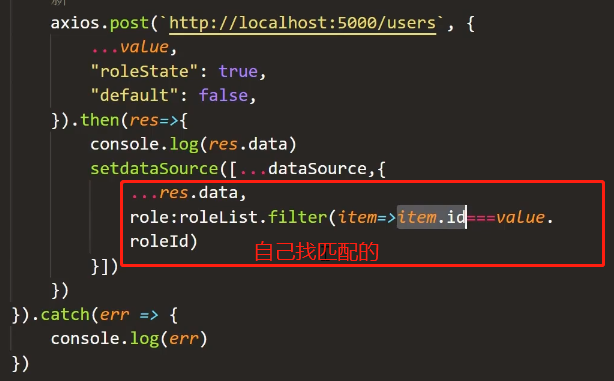 新
axios.post(`http://localhost:5000/users`, {
...value,
"roleState": true,
"default": false,
}).then(res=>{
console.log(res.data)
setdataSource([...dataSource,{
...res.data,
role:roleList.filter(item=>item.id===value.
roleId)
自己找匹配的
}])
})
}).catch(err => {
console.log(err)
})